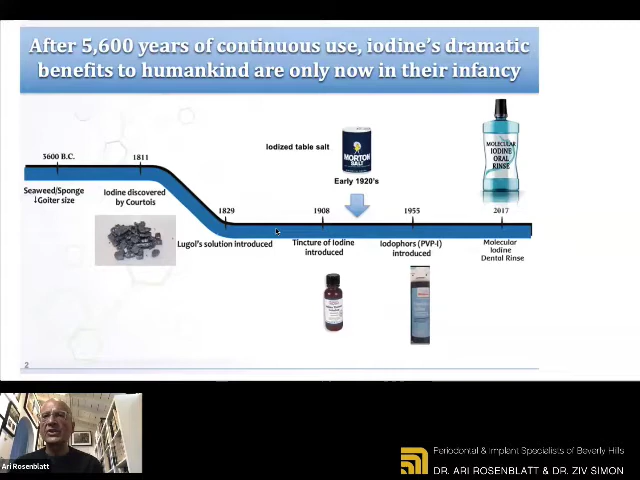 After 5,600 years of continuous use, iodine's dramatic
benefits to humankind are only now in their infancy
3600 B.C.
1811
Iodized table salt
MORTON
SALT
Early 1920's
MOLECULAR
IODINE
ORAL
RINSE
Seaweed/Sponge
↓Goiter size
Iodine discovered
by Courtois
1829
1908
1955
2017
Lugol's solution introduced
Tincture of Iodine
introduced
Iodophors (PVP-I)
introduced
Molecular
Iodine
Dental Rinse
2
Ari Rosenblatt
Periodontal & Implant Specialists of Beverly Hills
DR. ARI ROSENBLATT & DR. ZIV SIMON